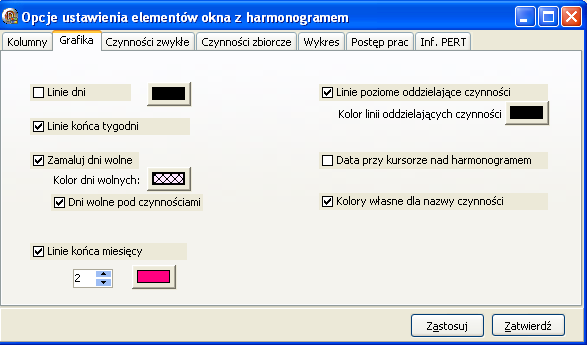 Opcje ustawienia elementów okna z harmonogramem
Kolumny Grafika Czynności zwykłe Czynności zbiorcze Wykres Postęp prac Inf. PERT
Linie dni
Linie końca tygodni
Zamaluj dni wolne
Kolor dni wolnych:
Dni wolne pod czynnościami
Linie końca miesięcy
2
Linie poziome oddzielające czynności
Kolor linii oddzielających czynności
Data przy kursorze nad harmonogramem
Kolory własne dla nazwy czynności
Zastosuj Zatwierdź